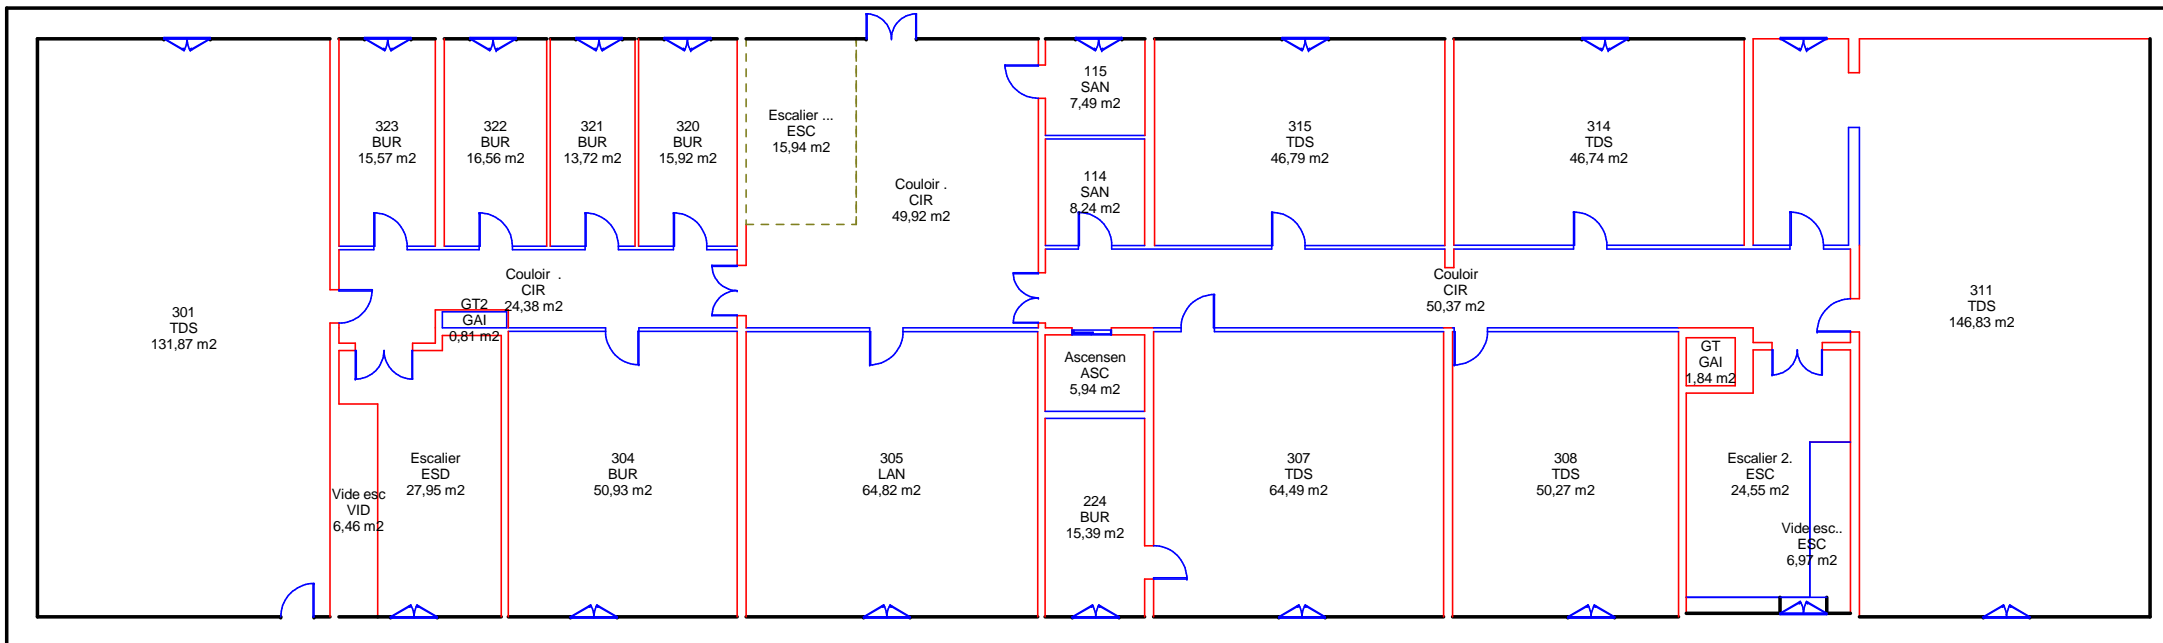 301
TDS
131,87 m2
323
BUR
15,57 m2
322
BUR
16,56 m2
321
BUR
13,72 m2
320
BUR
15,92 m2
Escalier ...
ESC
15,94 m2
Couloir .
CIR
49,92 m2
115
SAN
7,49 m2
114
SAN
8,24 m2
315
TDS
46,79 m2
314
TDS
46,74 m2
Couloir .
CIR
24,38 m2
GT2
GAI
0,81 m2
Couloir
CIR
50,37 m2
311
TDS
146,83 m2
Vide esc
VID
6,46 m2
Escalier
ESD
27,95 m2
304
BUR
50,93 m2
305
LAN
64,82 m2
Ascensen
ASC
5,94 m2
224
BUR
15,39 m2
307
TDS
64,49 m2
308
TDS
50,27 m2
GT
GAI
1,84 m2
Escalier 2.
ESC
24,55 m2
Vide esc..
ESC
6,97 m2